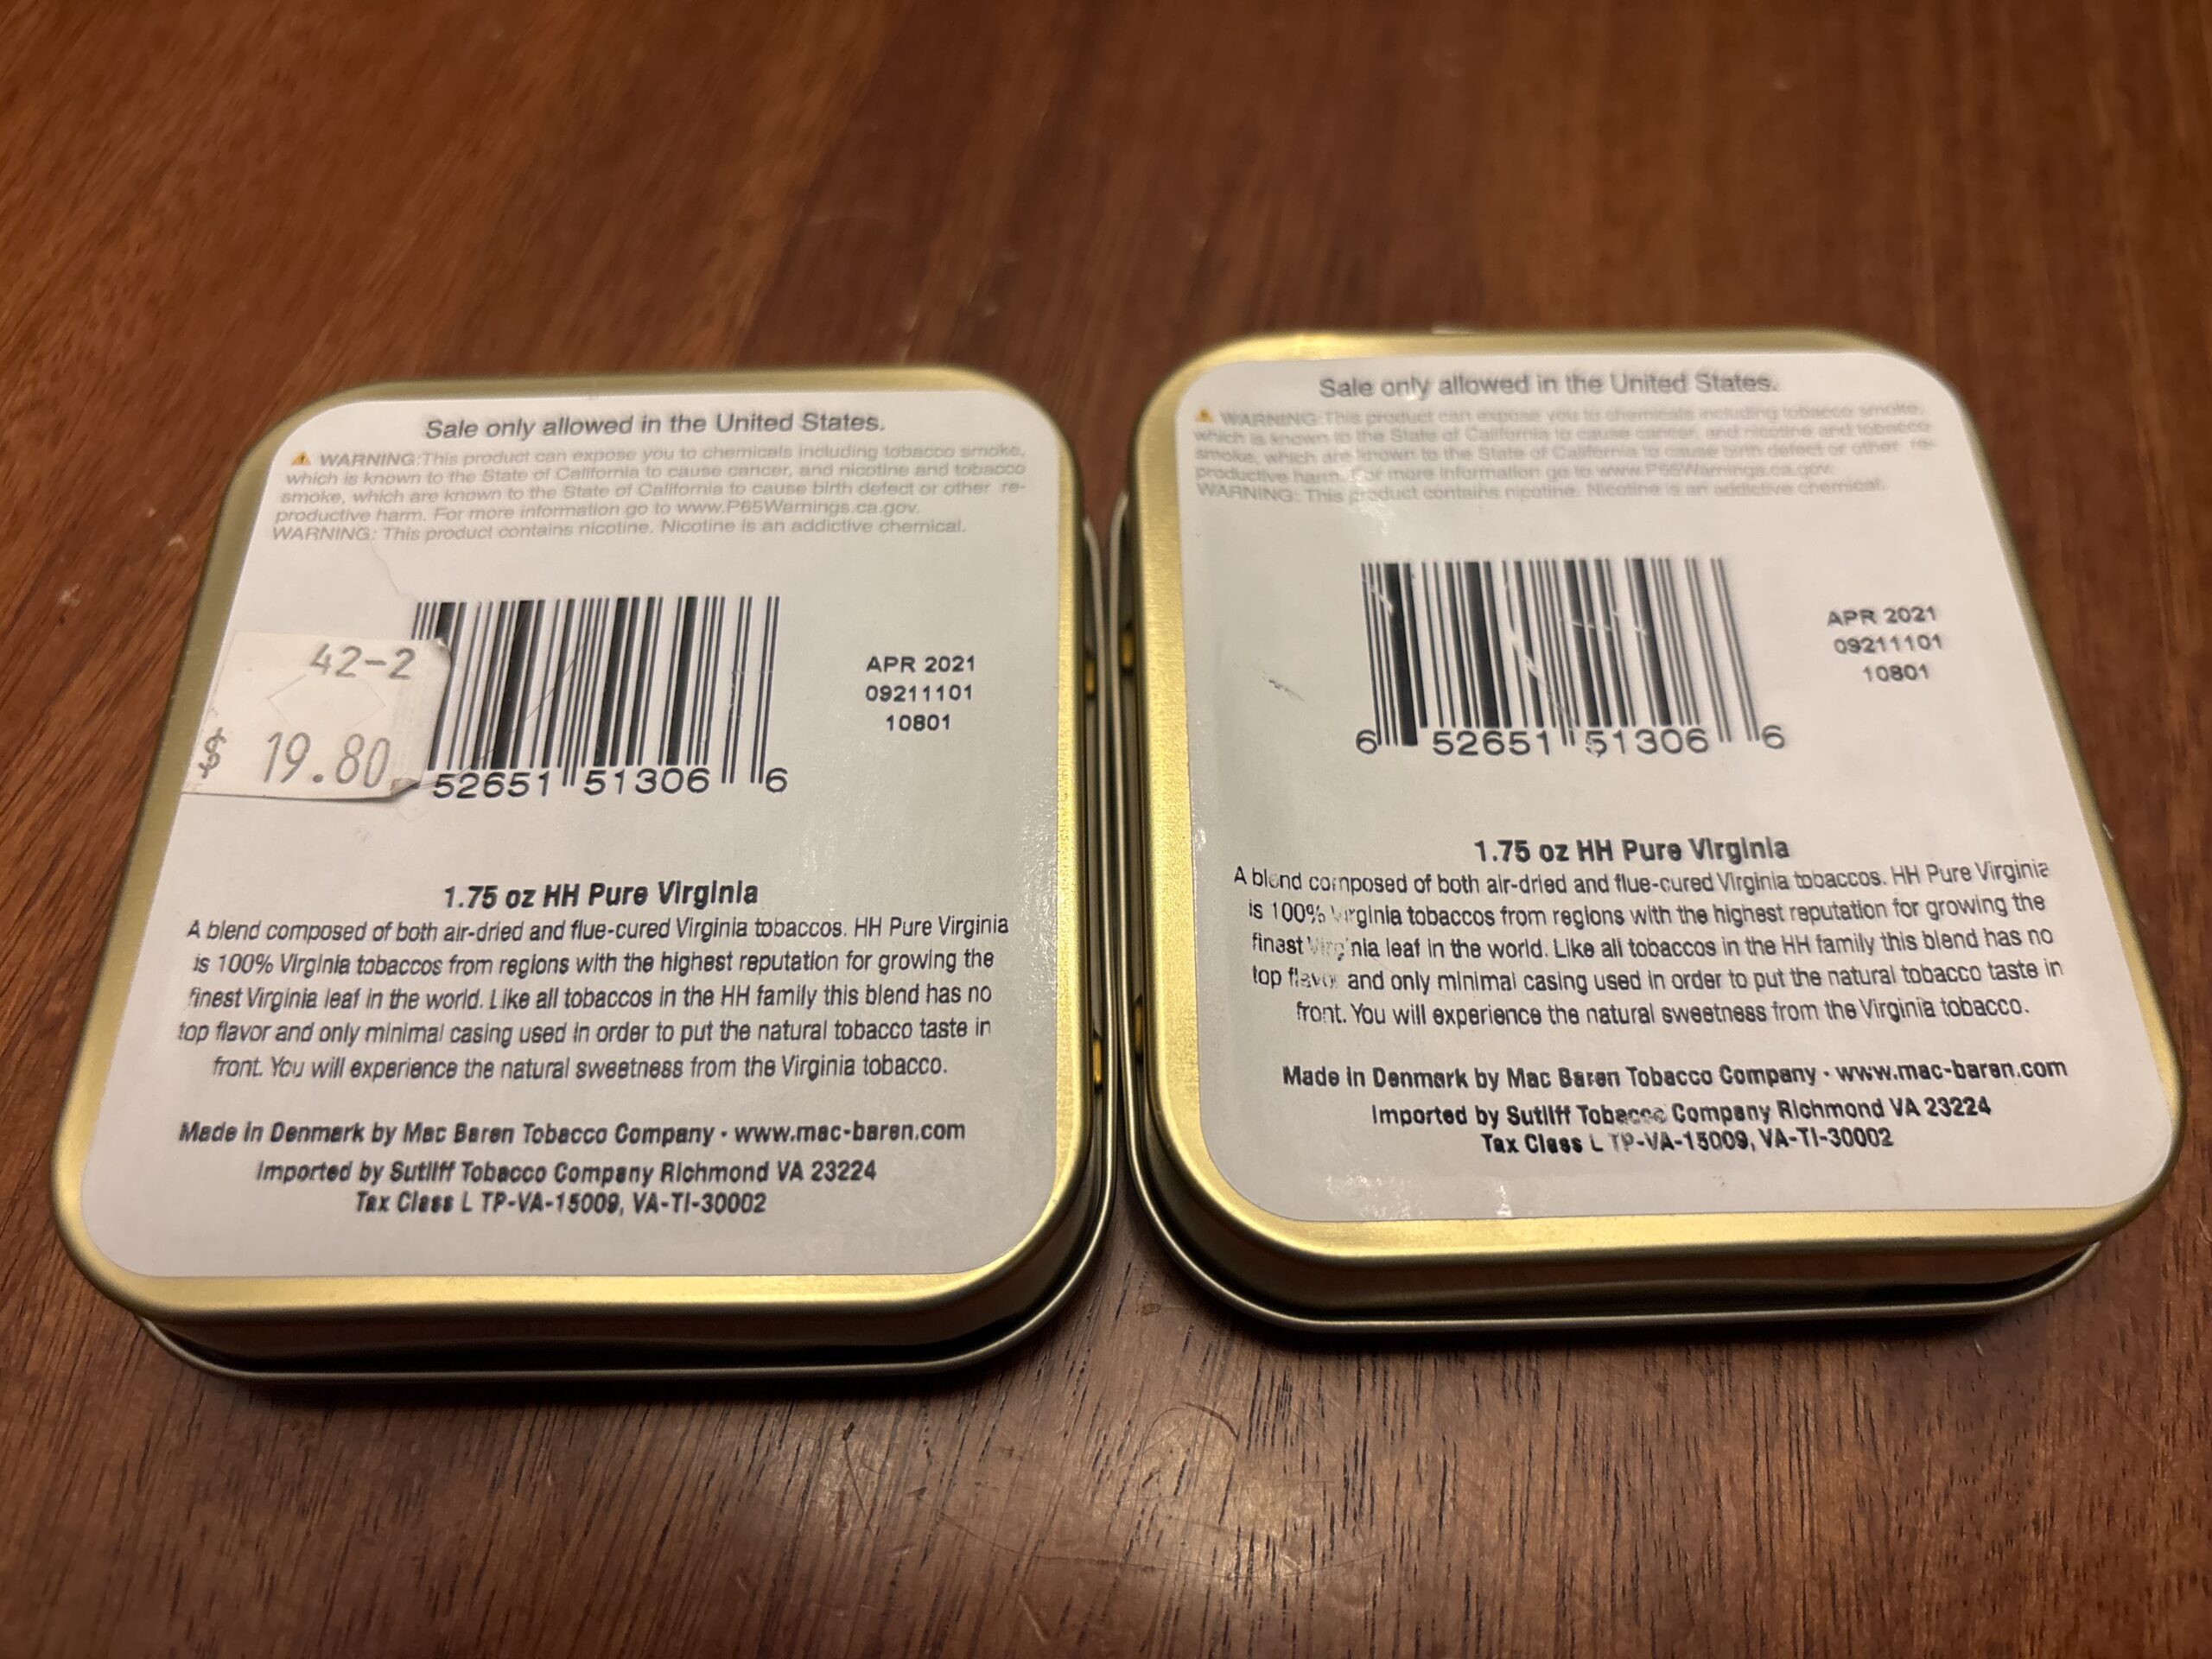 Sale only allowed in the United States.
⚠ WARNING:This product can expose you to chemicals including tobacco smoke,
which is known to the State of California to cause cancer, and nicotine and tobacco
smoke, which are known to the State of California to cause birth defect or other re-
productive harm. For more information go to www.P65Warnings.ca.gov.
WARNING: This product contains nicotine. Nicotine is an addictive chemical.
42-2
$ 19.80
52651 51306 6
APR 2021
09211101
10801
1.75 oz HH Pure Virginia
A blend composed of both air-dried and flue-cured Virginia tobaccos. HH Pure Virginia
is 100% Virginia tobaccos from regions with the highest reputation for growing the
finest Virginia leaf in the world. Like all tobaccos in the HH family this blend has no
top flavor and only minimal casing used in order to put the natural tobacco taste in
front. You will experience the natural sweetness from the Virginia tobacco.
Made in Denmark by Mac Baren Tobacco Company · www.mac-baren.com
Imported by Sutliff Tobacco Company Richmond VA 23224
Tax Class L TP-VA-15009, VA-TI-30002
Sale only allowed in the United States.
⚠ WARNING:This product can expose you to chemicals including tobacco smoke,
which is known to the State of California to cause cancer, and nicotine and tobacco
smoke, which are known to the State of California to cause birth defect or other re-
productive harm. For more information go to www.P65Warnings.ca.gov.
WARNING: This product contains nicotine. Nicotine is an addictive chemical.
6 52651 51306 6
APR 2021
09211101
10801
1.75 oz HH Pure Virginia
A blend composed of both air-dried and flue-cured Virginia tobaccos. HH Pure Virginia
is 100% Virginia tobaccos from regions with the highest reputation for growing the
finest Virginia leaf in the world. Like all tobaccos in the HH family this blend has no
top flavor and only minimal casing used in order to put the natural tobacco taste in
front. You will experience the natural sweetness from the Virginia tobacco.
Made in Denmark by Mac Baren Tobacco Company · www.mac-baren.com
Imported by Sutliff Tobacco Company Richmond VA 23224
Tax Class L TP-VA-15009, VA-TI-30002